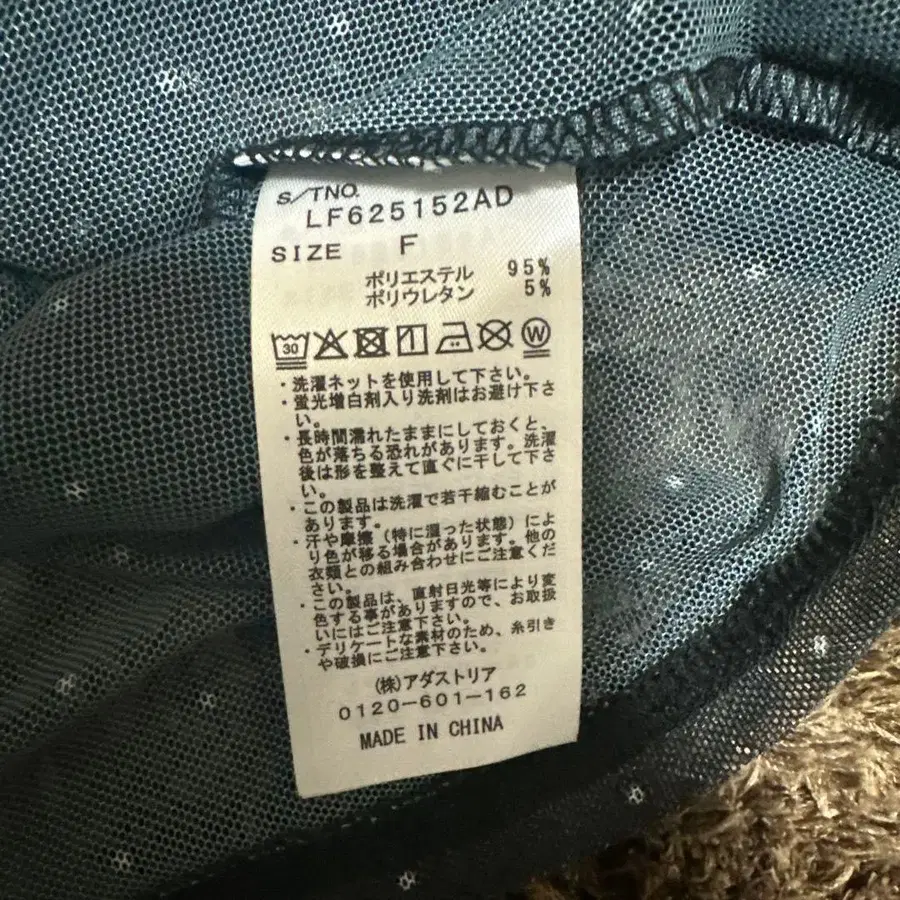 S/TNO.
LF625152AD
SIZE F
ポリエステル 95%
ポリウレタン 5%
30 W
・洗濯ネットを使用して下さい。
・蛍光増白剤入り洗剤はお避け下さ
い。
・長時間濡れたままにしておくと、
色が落ちる恐れがあります。洗濯
後は形を整えて直ぐに干して下さ
い。
・この製品は洗濯で若干縮むことが
あります。
・汗や摩擦（特に湿った状態）によ
り色が移る場合があります。他の
衣類との組み合わせにご注意くだ
さい。
・この製品は、直射日光等により変
色する事がありますので、お取扱
いにはご注意下さい。
・デリケートな素材のため、糸引き
や破損にご注意下さい。
(株)アダストリア
0120-601-162
MADE IN CHINA